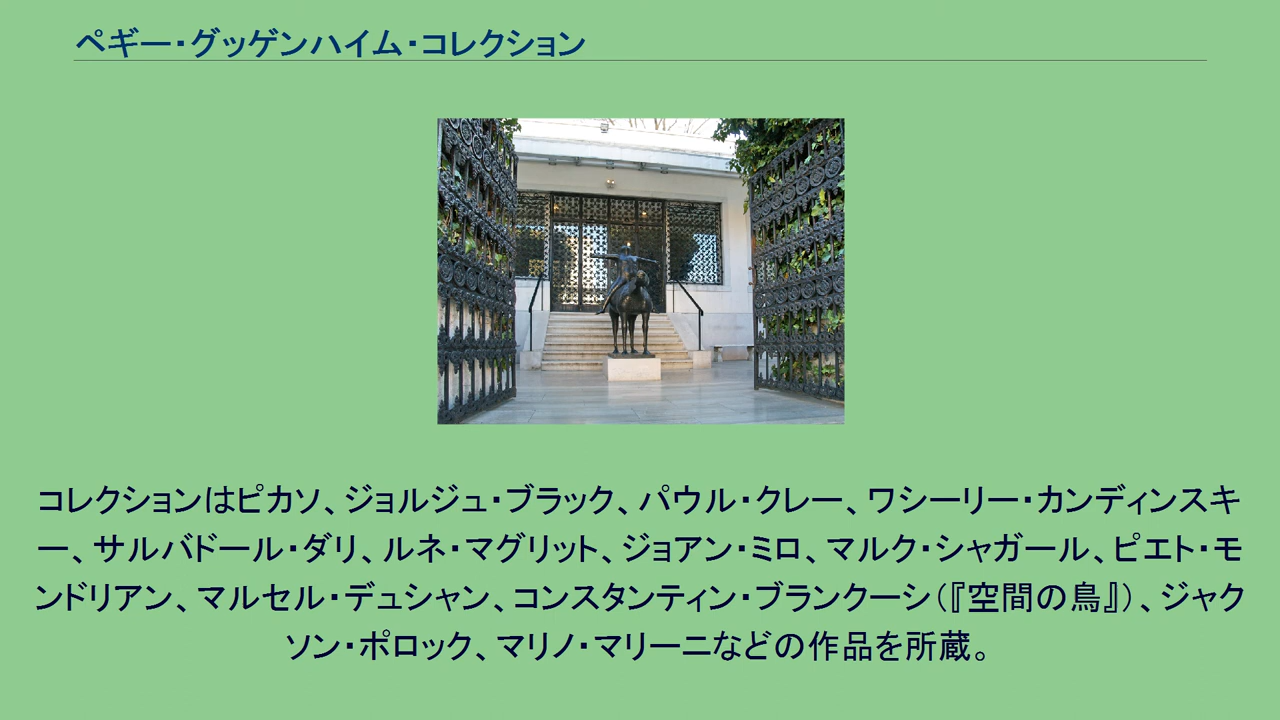 ペギー・グッゲンハイム・コレクション
コレクションはピカソ、ジョルジュ・ブラック、パウル・クレー、ワシーリー・カンディンスキ
ー、サルバドール・ダリ、ルネ・マグリット、ジョアン・ミロ、マルク・シャガール、ピエト・モ
ンドリアン、マルセル・デュシャン、コンスタンティン・ブランクーシ（『空間の鳥』）、ジャク
ソン・ポロック、マリノ・マリーニなどの作品を所蔵。